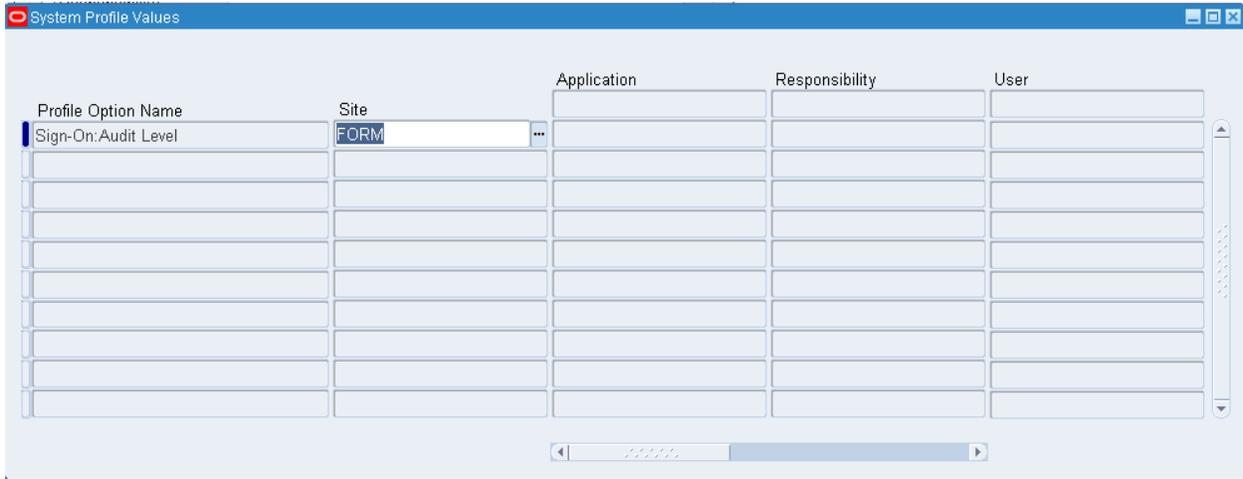 System Profile Values
Application Responsibility User
Profile Option Name Site
Sign-On:Audit Level FORM ...